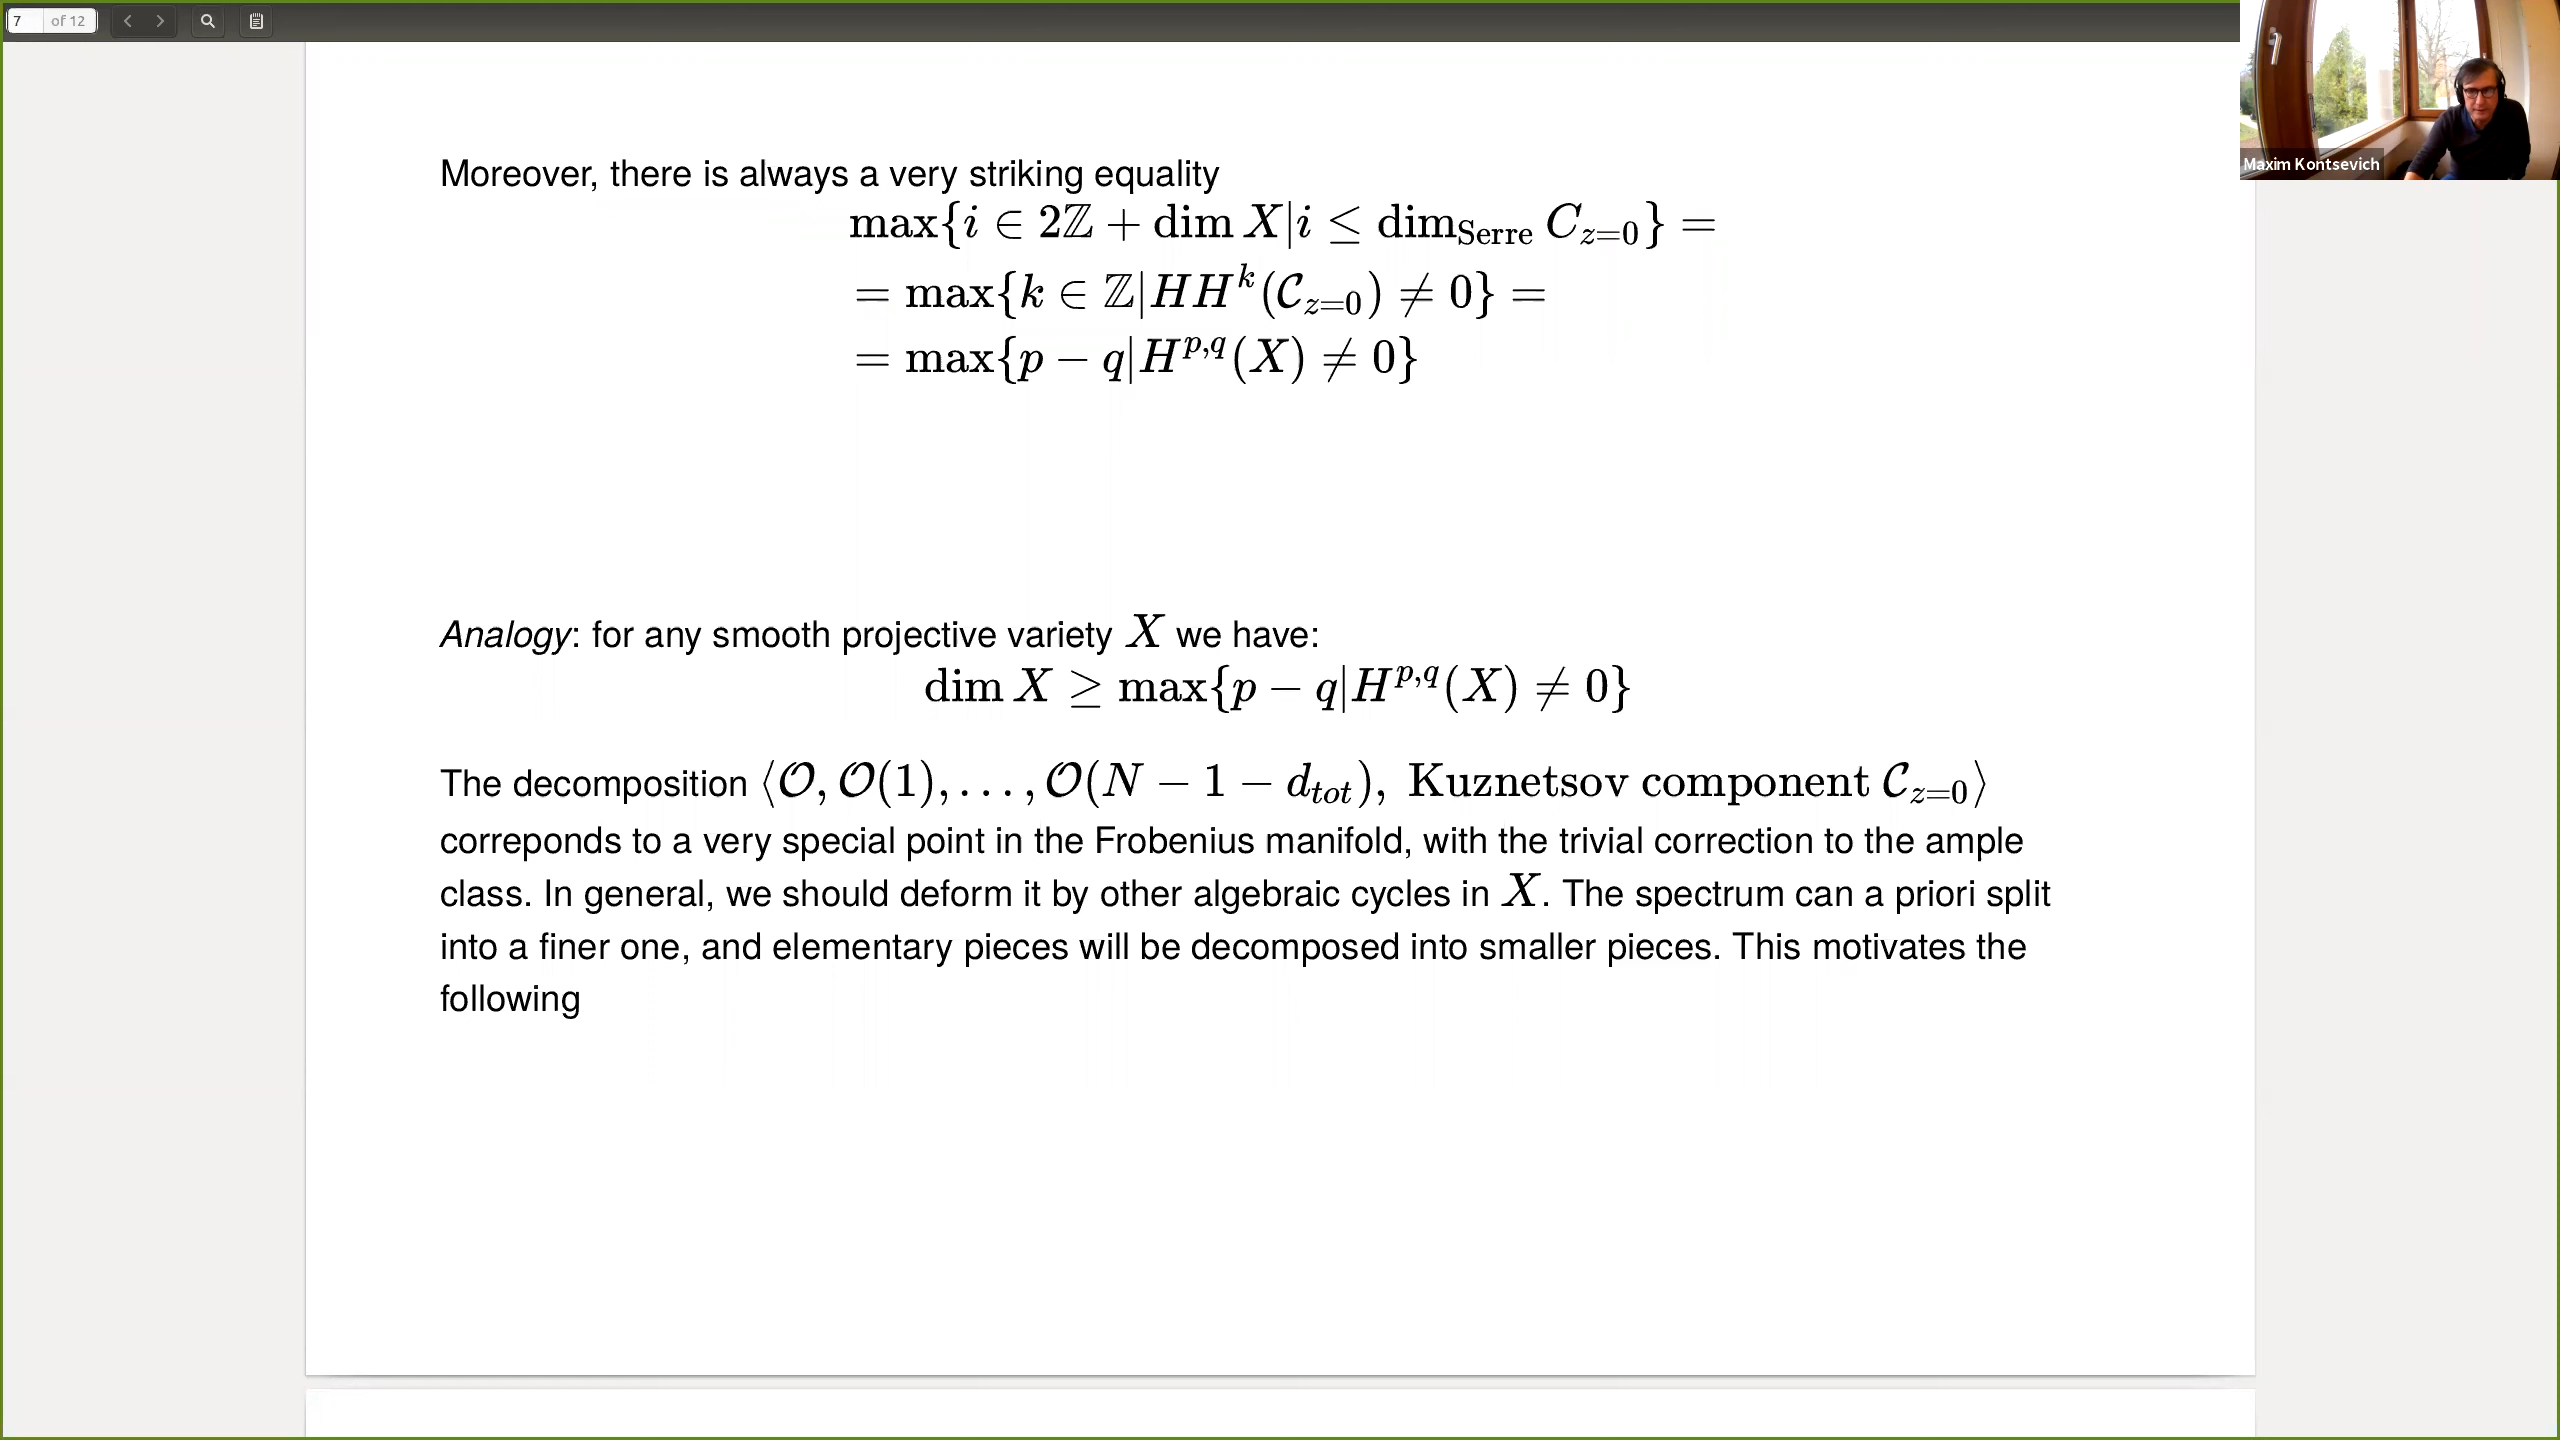 7 of 12
Maxim Kontsevich
Moreover, there is always a very striking equality
max{i ∈ 2ℤ + dim X|i ≤ dim_Serre C_{z=0}} =
= max{k ∈ ℤ|HH^k(𝒞_{z=0}) ≠ 0} =
= max{p − q|H^{p,q}(X) ≠ 0}
Analogy: for any smooth projective variety X we have:
dim X ≥ max{p − q|H^{p,q}(X) ≠ 0}
The decomposition ⟨𝒪, 𝒪(1), . . . , 𝒪(N − 1 − d_{tot}), Kuznetsov component 𝒞_{z=0}⟩
correponds to a very special point in the Frobenius manifold, with the trivial correction to the ample
class. In general, we should deform it by other algebraic cycles in X. The spectrum can a priori split
into a finer one, and elementary pieces will be decomposed into smaller pieces. This motivates the
following